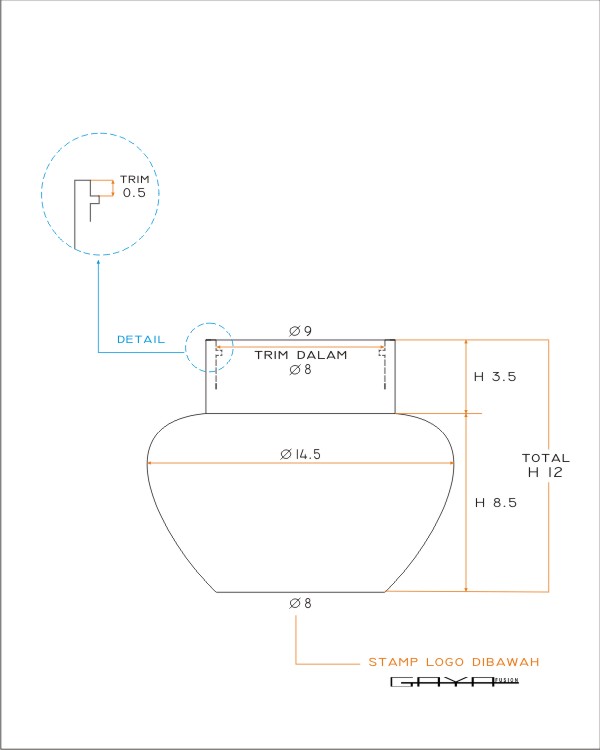 TRIM
0.5
DETAIL
Ø 9
TRIM DALAM
Ø 8
H 3.5
Ø 14.5
TOTAL
H 12
H 8.5
Ø 8
STAMP LOGO DIBAWAH
GAYA FUSION